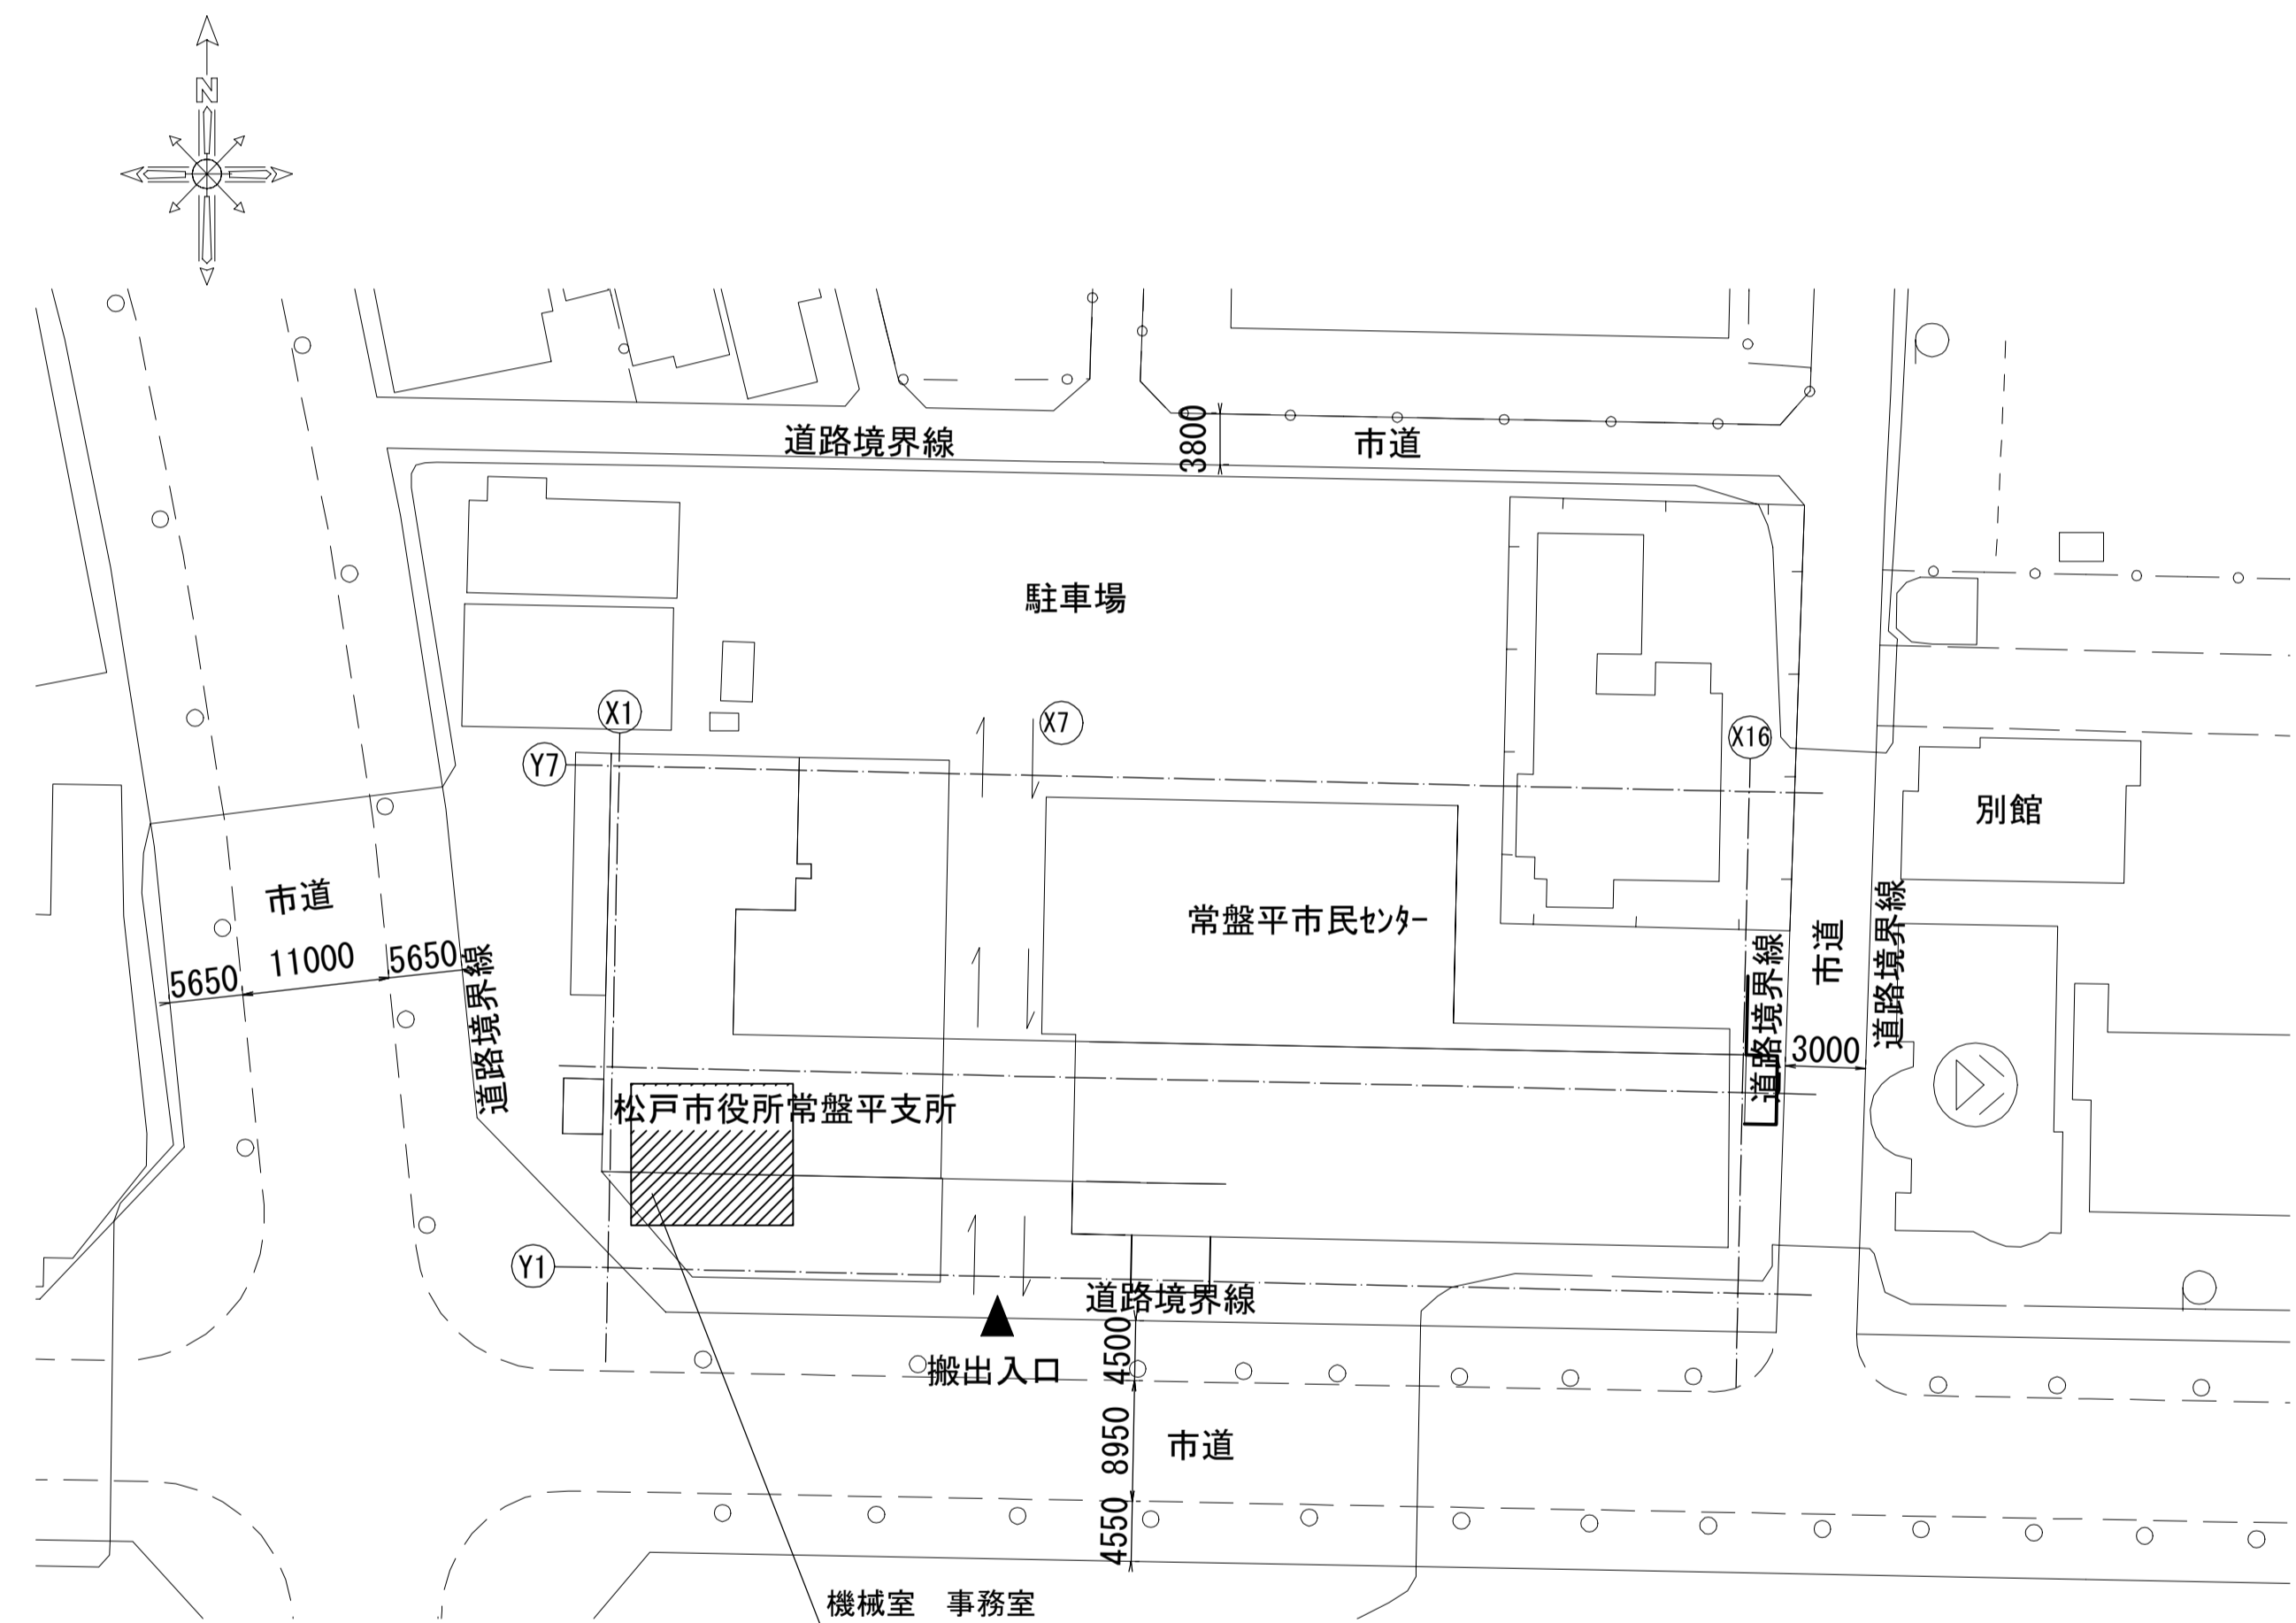 N
道路境界線
3800
市道
駐車場
X1
X7
X16
Y7
別館
市道
常盤平市民ｾﾝﾀｰ
5650
11000
5650
道路境界線
道路境界線
市道
道路境界線
3000
松戸市役所常盤平支所
Y1
道路境界線
搬出入口
4500
8950
市道
4550
機械室　事務室